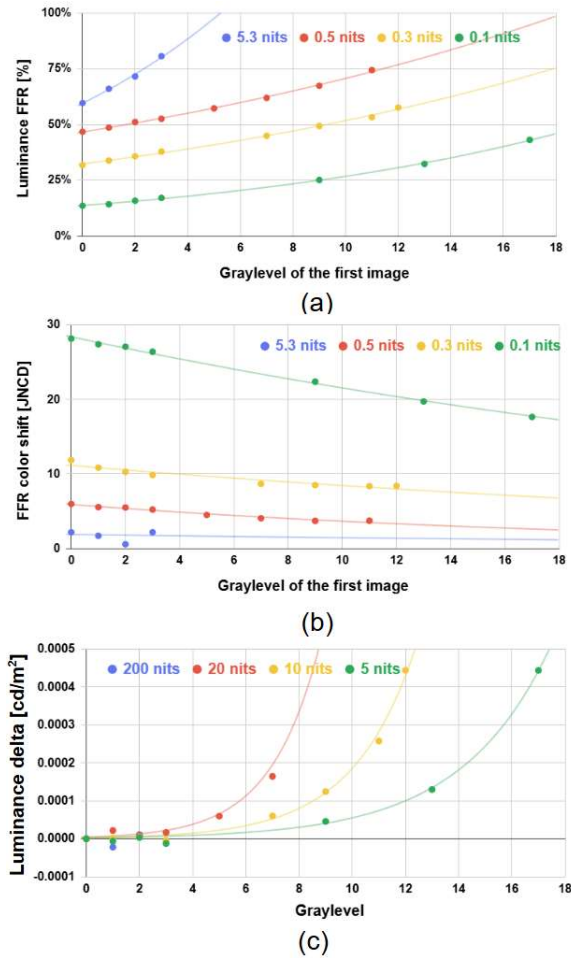 100%
75%
50%
25%
0%
Luminance FFR [%]
5.3 nits 0.5 nits 0.3 nits 0.1 nits
0 2 4 6 8 10 12 14 16 18
Graylevel of the first image
(a)
30
20
10
0
FFR color shift [JNCD]
5.3 nits 0.5 nits 0.3 nits 0.1 nits
0 2 4 6 8 10 12 14 16 18
Graylevel of the first image
(b)
0.0005
0.0004
0.0003
0.0002
0.0001
0.0000
-0.0001
Luminance delta [cd/m²]
200 nits 20 nits 10 nits 5 nits
0 2 4 6 8 10 12 14 16 18
Graylevel
(c)